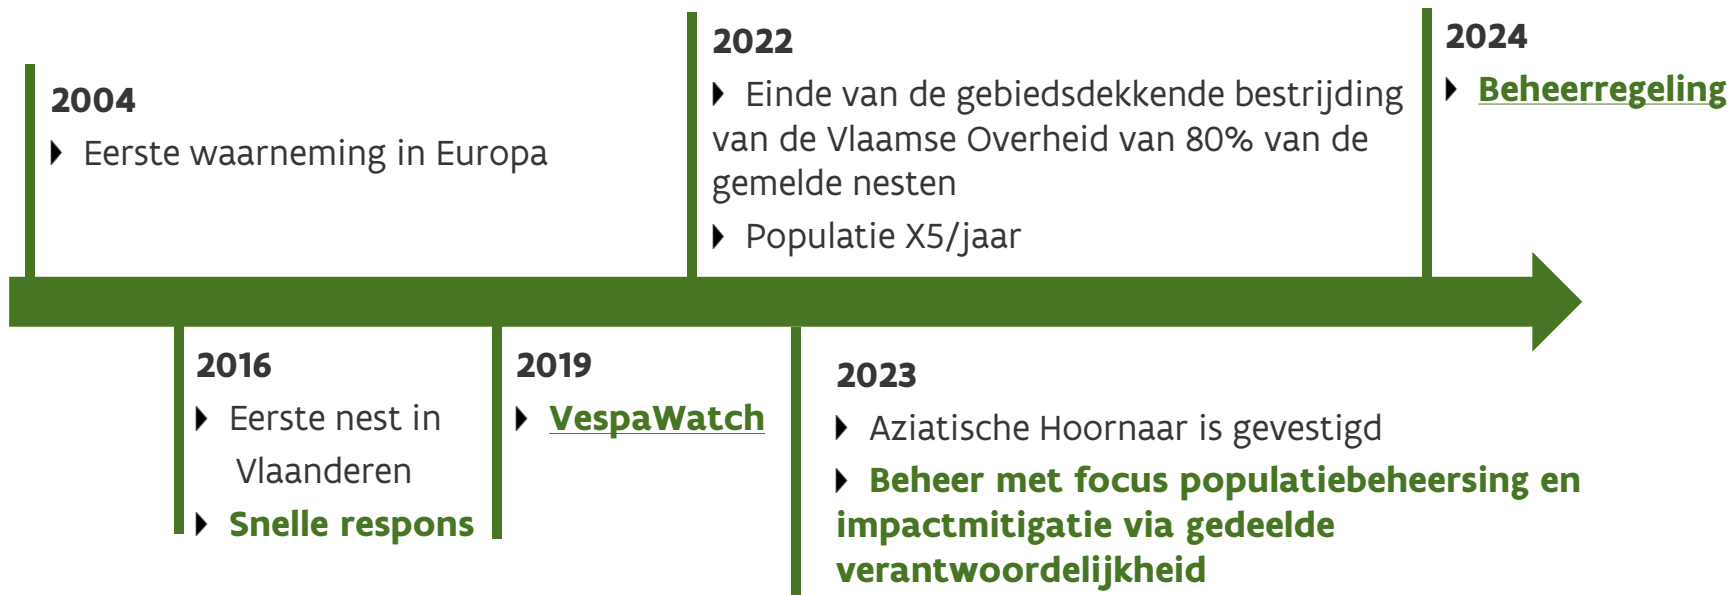 2004
Eerste waarneming in Europa
2016
Eerste nest in
Vlaanderen
Snelle respons
2019
VespaWatch
2022
Einde van de gebiedsdekkende bestrijding
van de Vlaamse Overheid van 80% van de
gemelde nesten
Populatie X5/jaar
2023
Aziatische Hoornaar is gevestigd
Beheer met focus populatiebeheersing en
impactmitigatie via gedeelde
verantwoordelijkheid
2024
Beheerregeling